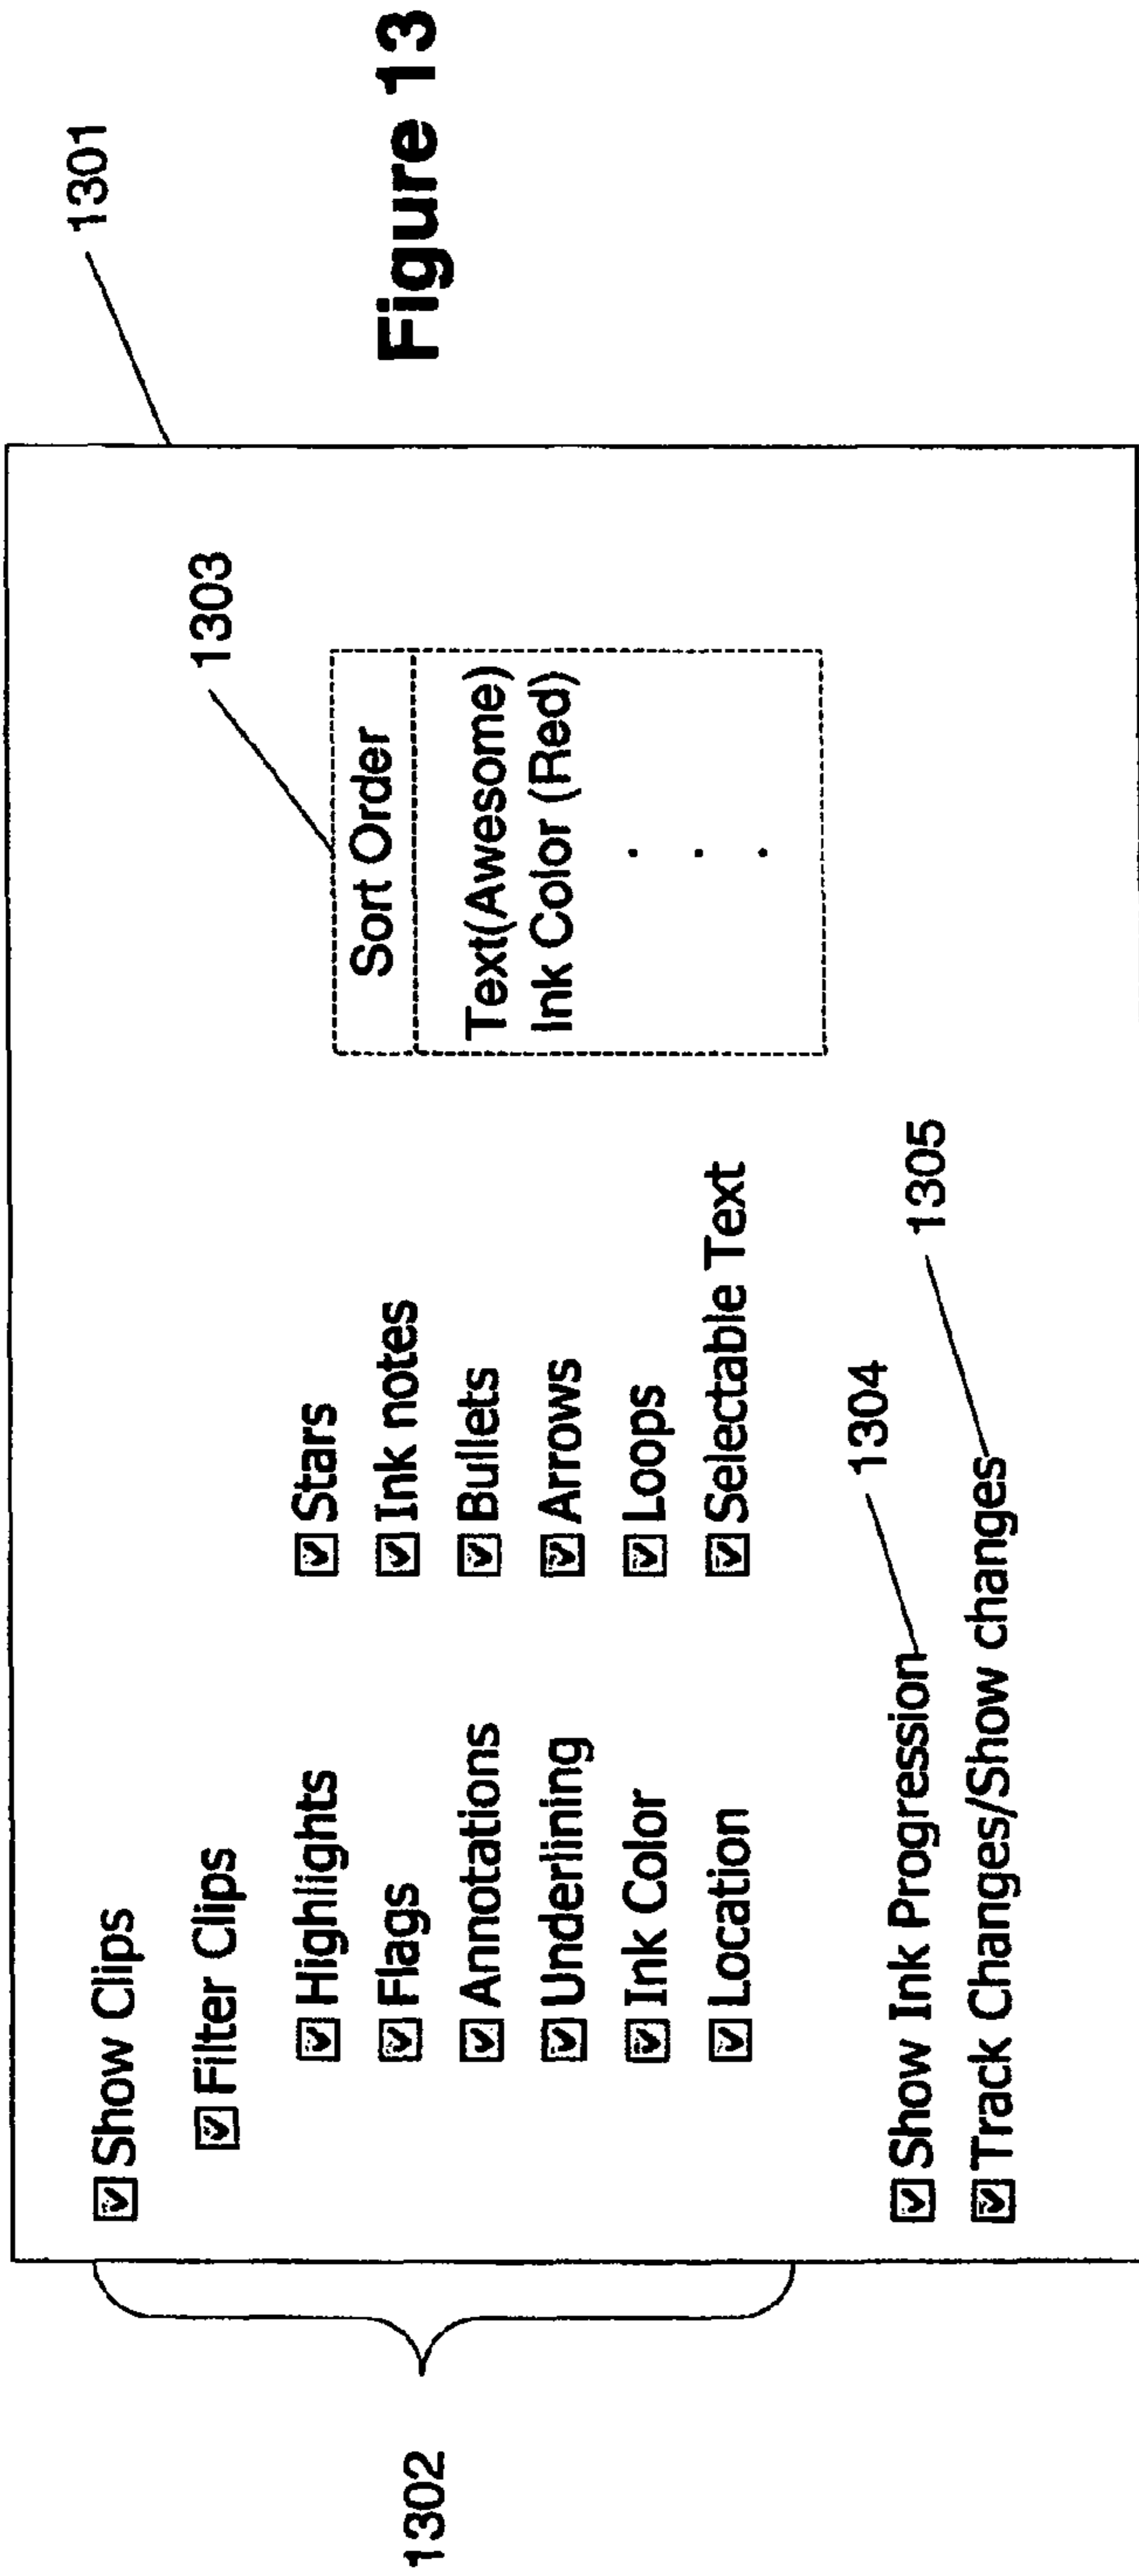 1301
Figure 13
1303
1302
☑ Show Clips
☑ Filter Clips
☑ Highlights
☑ Flags
☑ Annotations
☑ Underlining
☑ Ink Color
☑ Location
☑ Stars
☑ Ink notes
☑ Bullets
☑ Arrows
☑ Loops
☑ Selectable Text
Sort Order
Text(Awesome)
Ink Color (Red)
.
.
.
☑ Show Ink Progression
1304
☑ Track Changes/Show changes
1305